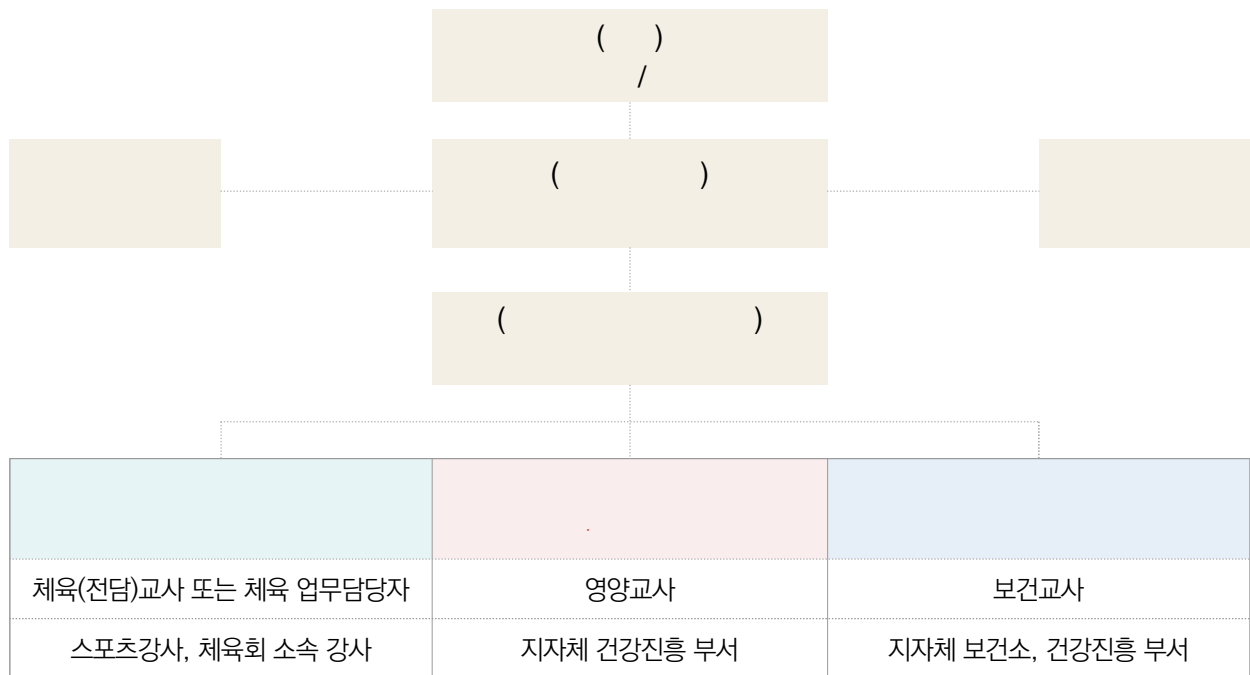 (    )
/
(            )
(                    )
.
체육(전담)교사 또는 체육 업무담당자
영양교사
보건교사
스포츠강사, 체육회 소속 강사
지자체 건강진흥 부서
지자체 보건소, 건강진흥 부서